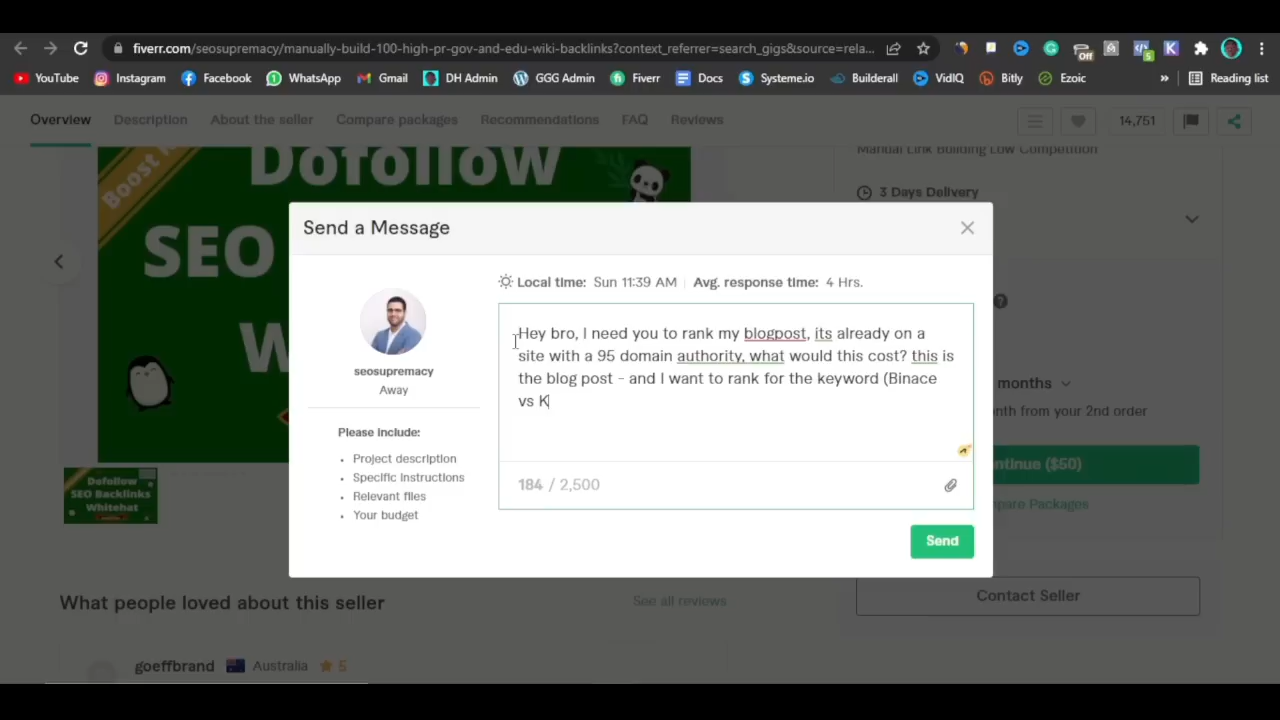 fiverr.com/seosupremacy/manually-build-100-high-pr-gov-and-edu-wiki-backlinks?context_referrer=search_gigs&source=rela...
Off
5
YouTube Instagram Facebook WhatsApp Gmail DH Admin GGG Admin Fiverr Docs Systeme.io Builderall VidIQ Bitly Ezoic » Reading list
Overview Description About the seller Compare packages Recommendations FAQ Reviews 14,751
Manual Link Building Low Competition
Dofollow
3 Days Delivery
SEO
Send a Message
Local time: Sun 11:39 AM | Avg. response time: 4 Hrs.
seosupremacy
Away
Please include:
• Project description
• Specific instructions
• Relevant files
• Your budget
Hey bro, I need you to rank my blogpost, its already on a
site with a 95 domain authority, what would this cost? this is
the blog post - and I want to rank for the keyword (Binace
vs K
184 / 2,500
Send
months
onth from your 2nd order
ntinue ($50)
pare Packages
Contact Seller
Dofollow
SEO Backlinks
Whitehat
What people loved about this seller
See all reviews
goeffbrand Australia 5